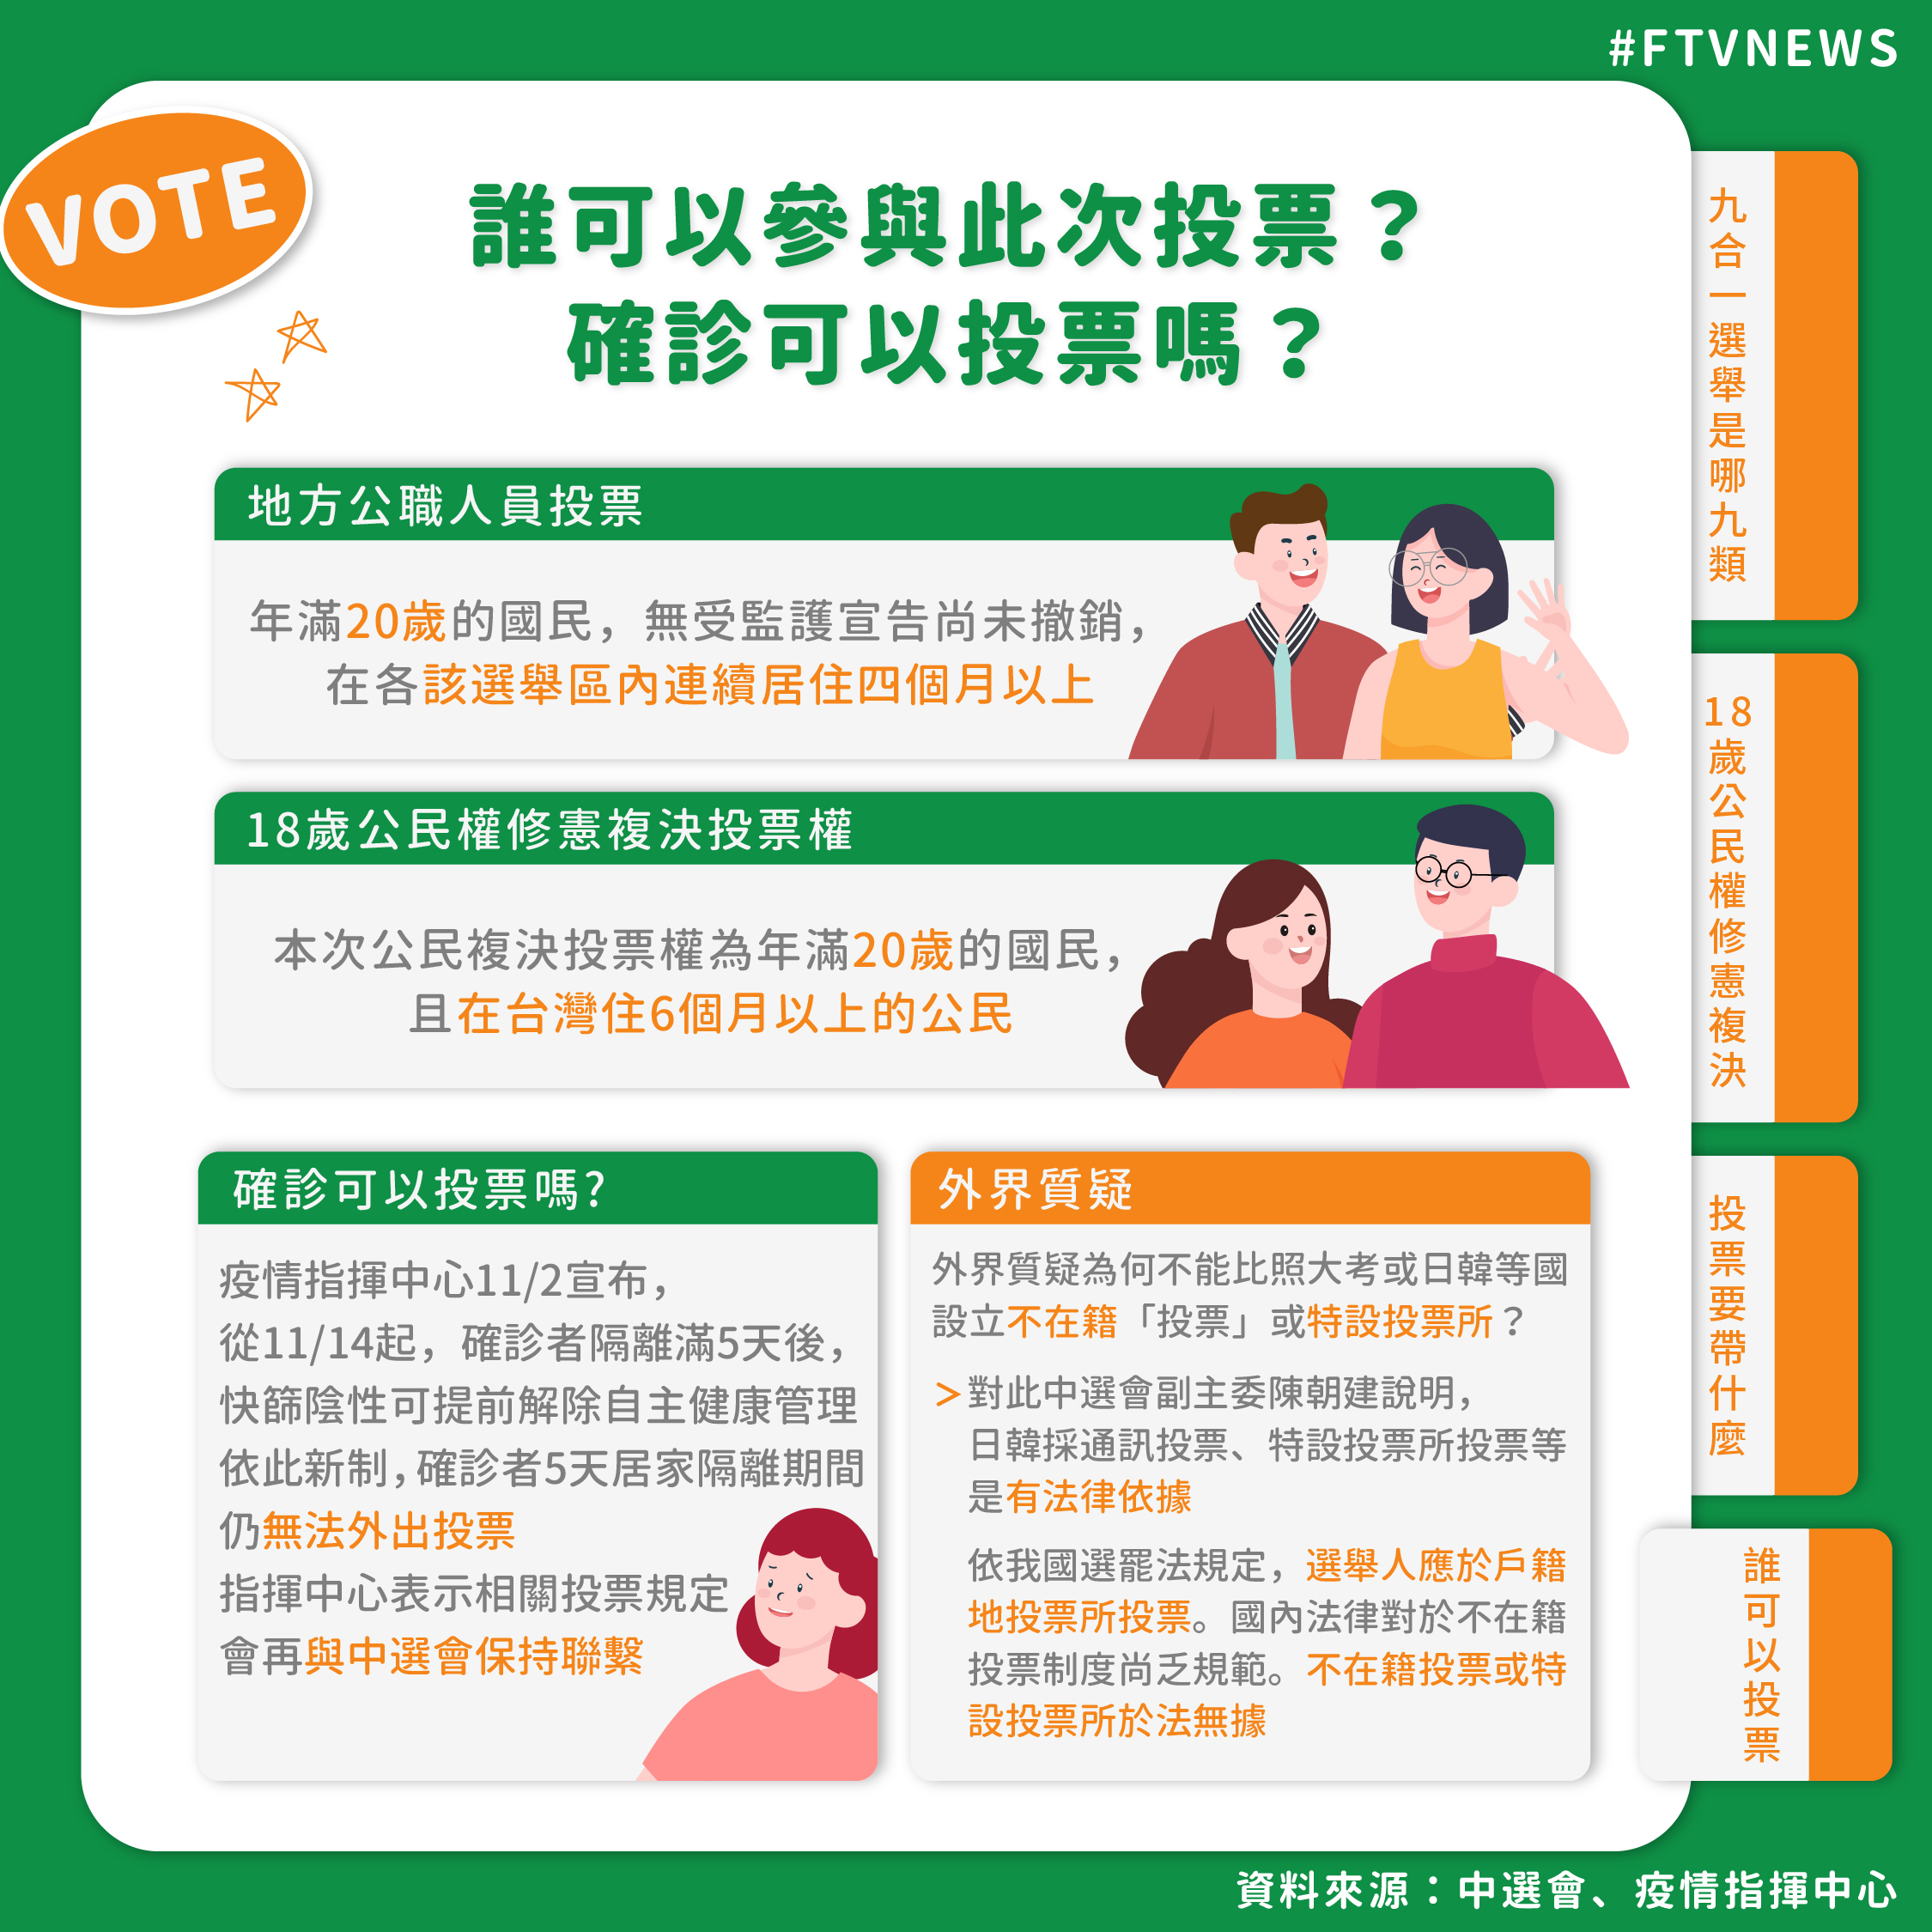 #FTVNEWS
VOTE
誰可以參與此次投票？
確診可以投票嗎？
地方公職人員投票
年滿20歲的國民，無受監護宣告尚未撤銷，
在各該選舉區內連續居住四個月以上
18歲公民權修憲複決投票權
本次公民複決投票權為年滿20歲的國民，
且在台灣住6個月以上的公民
確診可以投票嗎?
疫情指揮中心11/2宣布，
從11/14起，確診者隔離滿5天後，
快篩陰性可提前解除自主健康管理
依此新制，確診者5天居家隔離期間
仍無法外出投票
指揮中心表示相關投票規定
會再與中選會保持聯繫
外界質疑
外界質疑為何不能比照大考或日韓等國
設立不在籍「投票」或特設投票所？
>對此中選會副主委陳朝建說明，
日韓採通訊投票、特設投票所投票等
是有法律依據
依我國選罷法規定，選舉人應於戶籍
地投票所投票。國內法律對於不在籍
投票制度尚乏規範。不在籍投票或特
設投票所於法無據
九合一選舉是哪九類
18歲公民權修憲複決
投票要帶什麼
誰可以投票
資料來源：中選會、疫情指揮中心